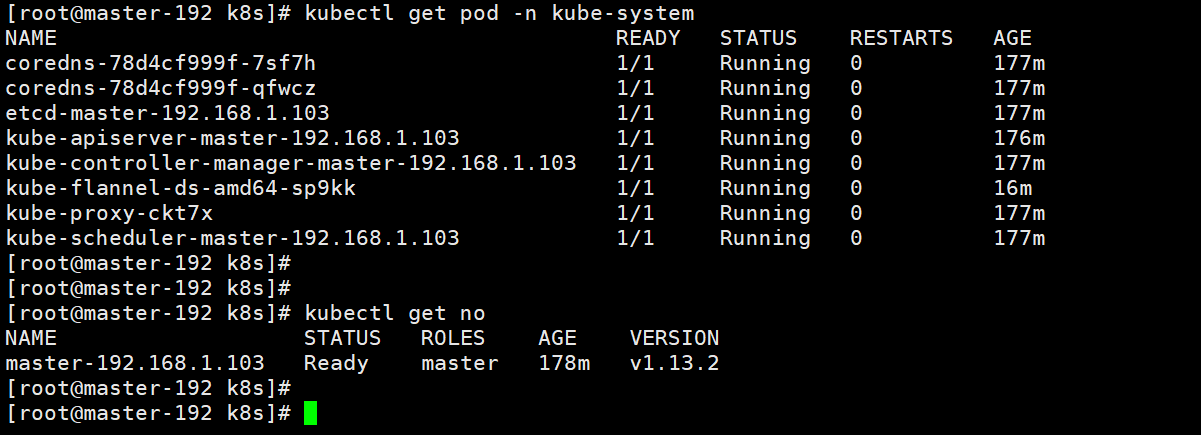 [root@master-192 k8s]# kubectl get pod -n kube-system
NAME                                           READY   STATUS    RESTARTS   AGE
coredns-78d4cf999f-7sf7h                       1/1     Running   0          177m
coredns-78d4cf999f-qfwcz                       1/1     Running   0          177m
etcd-master-192.168.1.103                      1/1     Running   0          177m
kube-apiserver-master-192.168.1.103            1/1     Running   0          176m
kube-controller-manager-master-192.168.1.103   1/1     Running   0          177m
kube-flannel-ds-amd64-sp9kk                    1/1     Running   0          16m
kube-proxy-ckt7x                               1/1     Running   0          177m
kube-scheduler-master-192.168.1.103            1/1     Running   0          177m
[root@master-192 k8s]#
[root@master-192 k8s]#
[root@master-192 k8s]# kubectl get no
NAME                   STATUS   ROLES    AGE    VERSION
master-192.168.1.103   Ready    master   178m   v1.13.2
[root@master-192 k8s]#
[root@master-192 k8s]#